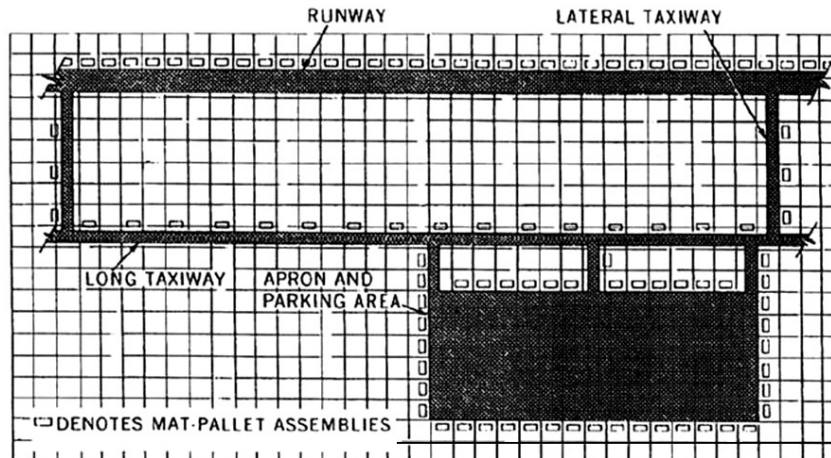 RUNWAY
LATERAL TAXIWAY
LONG TAXIWAY
APRON AND
PARKING AREA
DENOTES MAT-PALLET ASSEMBLIES